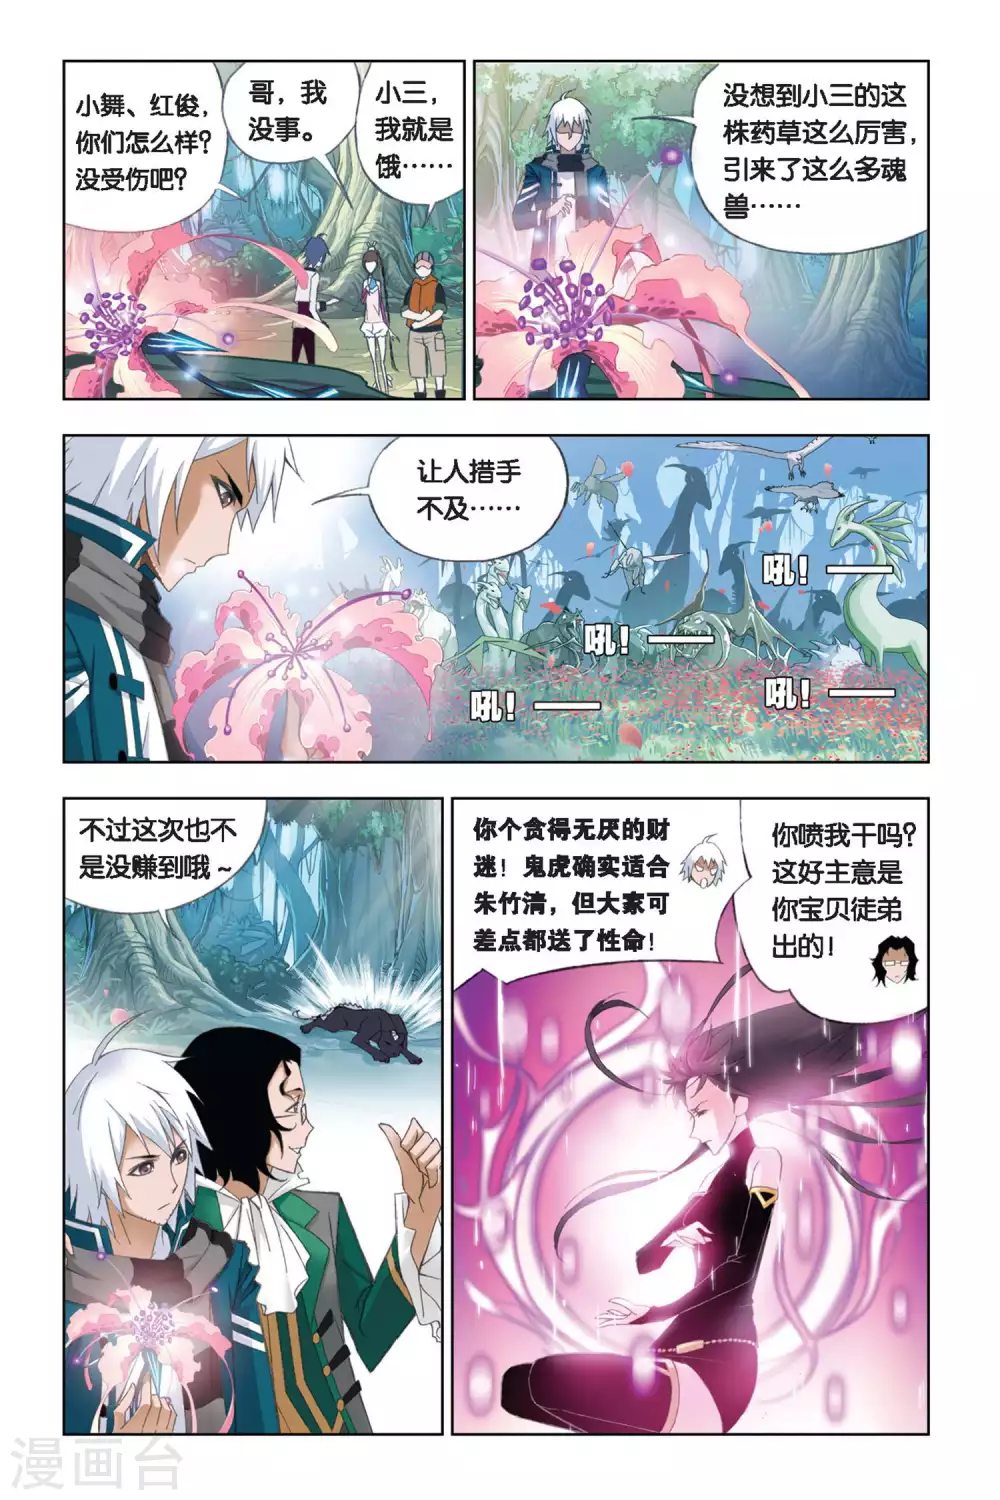 小舞、红俊，
你们怎么样？
没受伤吧？
哥，我
没事。
小三，
我就是
饿……
没想到小三的这
株药草这么厉害，
引来了这么多魂
兽……
让人措手
不及……
吼！——
吼！——
吼！——
吼！——
不过这次也不
是没赚到哦～
你个贪得无厌的财
迷！鬼虎确实适合
朱竹清，但大家可
差点都送了性命！
你喷我干吗？
这好主意是
你宝贝徒弟
出的！
漫画台